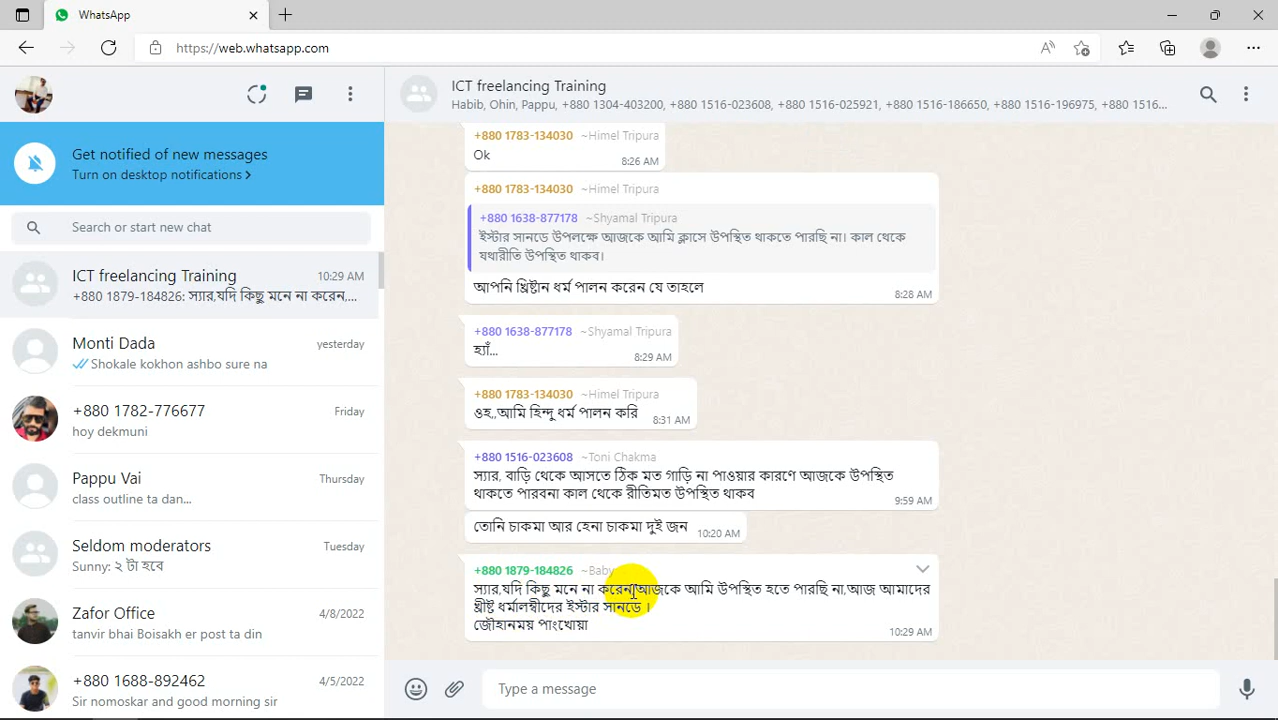 WhatsApp
https://web.whatsapp.com
Get notified of new messages
Turn on desktop notifications >
Search or start new chat
ICT freelancing Training 10:29 AM
+880 1879-184826: স্যার,যদি কিছু মনে না করেন,...
Monti Dada yesterday
Shokale kokhon ashbo sure na
+880 1782-776677 Friday
hoy dekmuni
Pappu Vai Thursday
class outline ta dan...
Seldom moderators Tuesday
Sunny: ২ টা হবে
Zafor Office 4/8/2022
tanvir bhai Boisakh er post ta din
+880 1688-892462 4/5/2022
Sir nomoskar and good morning sir
ICT freelancing Training
Habib, Ohin, Pappu, +880 1304-403200, +880 1516-023608, +880 1516-025921, +880 1516-186650, +880 1516-196975, +880 1516...
+880 1783-134030 ~Himel Tripura
Ok 8:26 AM
+880 1783-134030 ~Himel Tripura
+880 1638-877178 ~Shyamal Tripura
ইস্টার সানডে উপলক্ষে আজকে আমি ক্লাসে উপস্থিত থাকতে পারছি না। কাল থেকে
যথারীতি উপস্থিত থাকব।
আপনি খ্রিষ্টান ধর্ম পালন করেন যে তাহলে 8:28 AM
+880 1638-877178 ~Shyamal Tripura
হ্যাঁ... 8:29 AM
+880 1783-134030 ~Himel Tripura
ওহ,,আমি হিন্দু ধর্ম পালন করি 8:31 AM
+880 1516-023608 ~Toni Chakma
স্যার, বাড়ি থেকে আসতে ঠিক মত গাড়ি না পাওয়ার কারণে আজকে উপস্থিত
থাকতে পারবনা কাল থেকে রীতিমত উপস্থিত থাকব 9:59 AM
তোনি চাকমা আর হেনা চাকমা দুই জন 10:20 AM
+880 1879-184826 ~Baby
স্যার,যদি কিছু মনে না করেন,আজকে আমি উপস্থিত হতে পারছি না,আজ আমাদের
খ্রীষ্ট ধর্মালম্বীদের ইস্টার সানডে ।
জৌহানময় পাংখোয়া 10:29 AM
Type a message